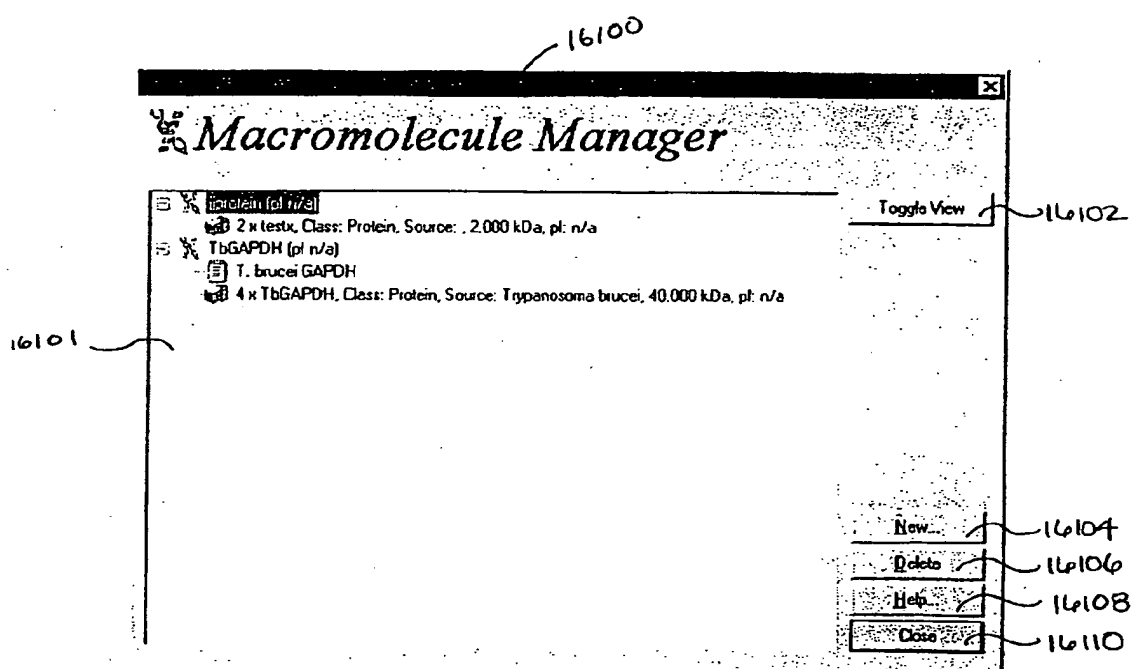 16100
Macromolecule Manager
(pI n/a)
2 x testx, Class: Protein, Source: , 2.000 kDa, pI: n/a
TbGAPDH (pI n/a)
T. brucei GAPDH
4 x TbGAPDH, Class: Protein, Source: Trypanosoma brucei, 40.000 kDa, pI: n/a
Toggle View
16102
16101
New...
16104
Delete
16106
Help...
16108
Close
16110